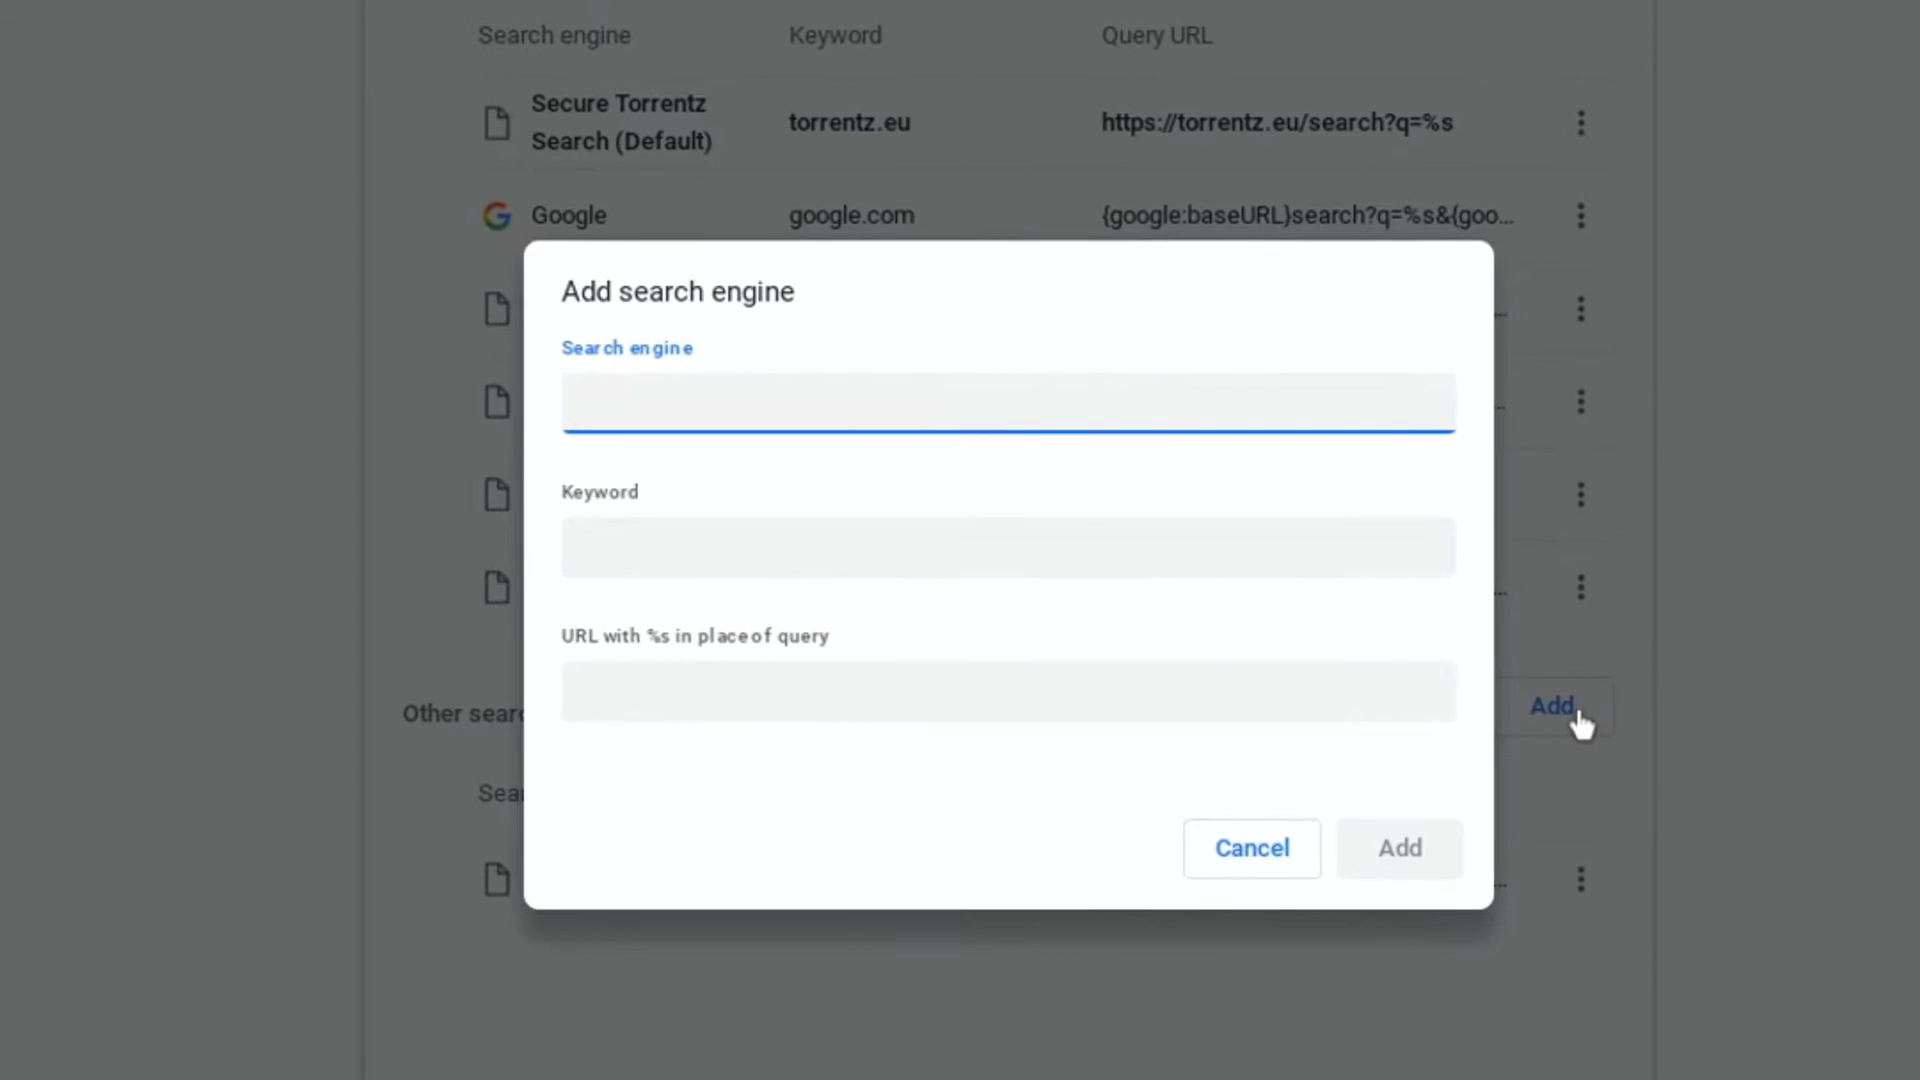 Search engine Keyword Query URL
Secure Torrentz
Search (Default)
torrentz.eu
https://torrentz.eu/search?q=%s
Google google.com {google:baseURL}search?q=%s&{goo...
Add search engine
Search engine
Keyword
URL with %s in place of query
Other sear
Add
Sear
Cancel Add